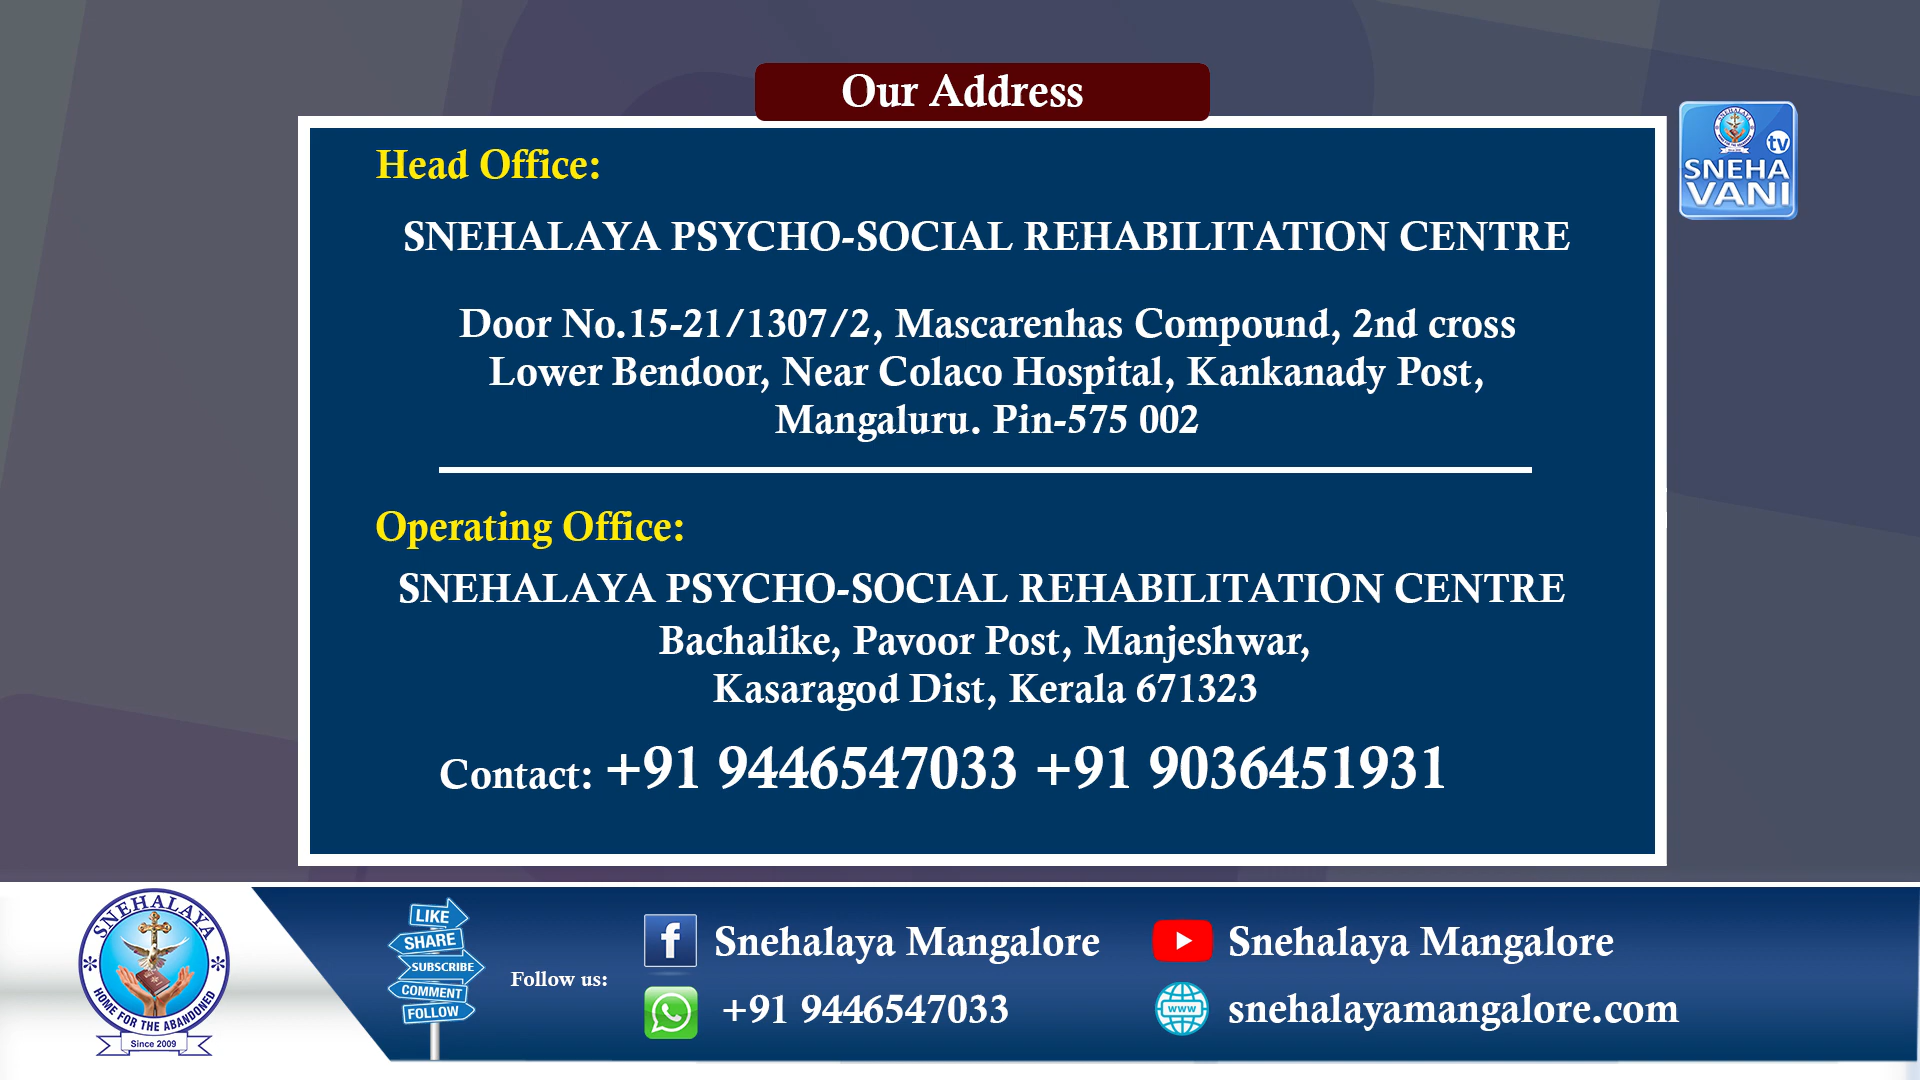 Our Address
Head Office:
SNEHALAYA PSYCHO-SOCIAL REHABILITATION CENTRE
Door No.15-21/1307/2, Mascarenhas Compound, 2nd cross
Lower Bendoor, Near Colaco Hospital, Kankanady Post,
Mangaluru. Pin-575 002
Operating Office:
SNEHALAYA PSYCHO-SOCIAL REHABILITATION CENTRE
Bachalike, Pavoor Post, Manjeshwar,
Kasaragod Dist, Kerala 671323
Contact: +91 9446547033 +91 9036451931
tv
SNEHA
VANI
SNEHALAYA
HOME FOR THE ABANDONED
Since 2009
LIKE
SHARE
SUBSCRIBE
COMMENT
FOLLOW
Follow us:
f Snehalaya Mangalore
+91 9446547033
Snehalaya Mangalore
www snehalayamangalore.com